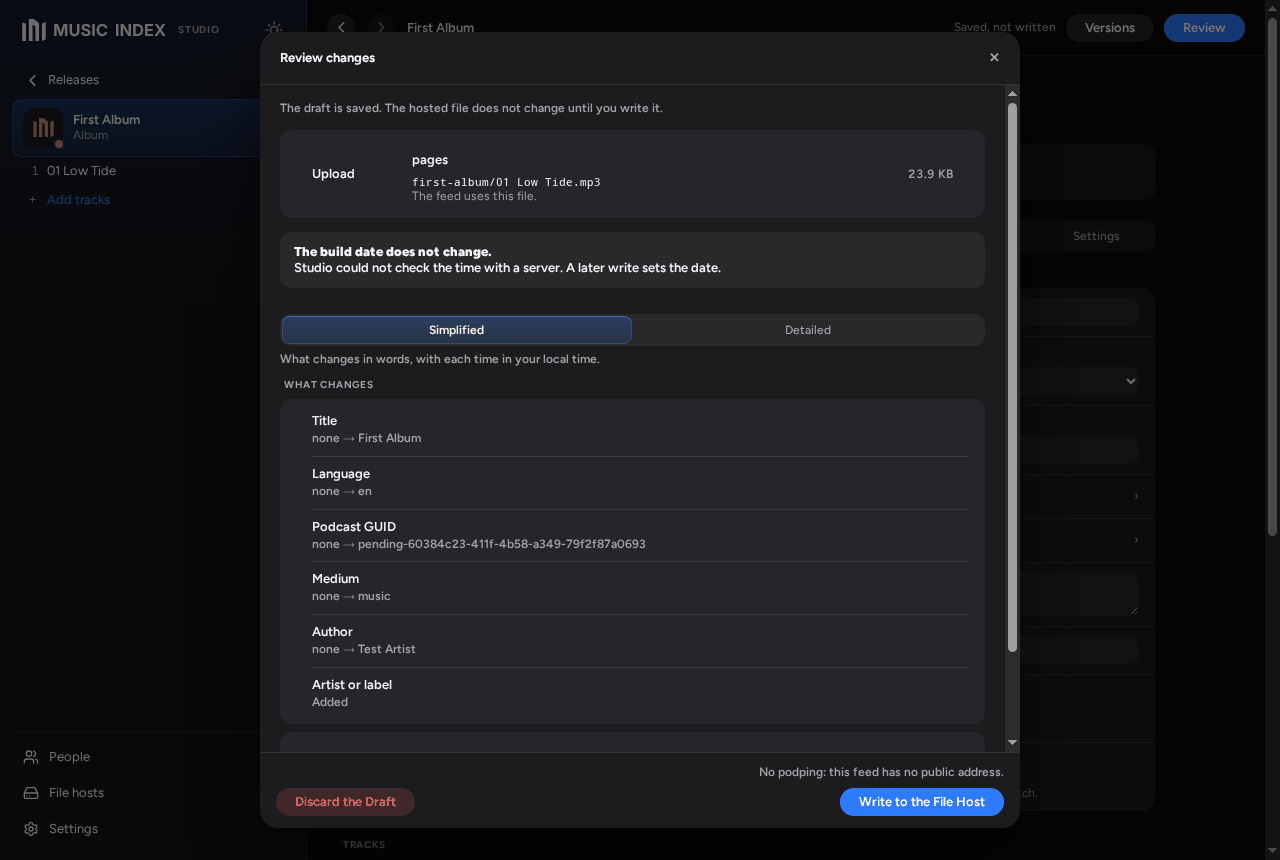 MUSIC INDEX STUDIO
First Album
Saved, not written
Versions
Review
Releases
First Album
Album
1 01 Low Tide
+ Add tracks
People
File hosts
Settings
Review changes
×
The draft is saved. The hosted file does not change until you write it.
Upload
pages
first-album/01 Low Tide.mp3
The feed uses this file.
23.9 KB
The build date does not change.
Studio could not check the time with a server. A later write sets the date.
Simplified
Detailed
What changes in words, with each time in your local time.
WHAT CHANGES
Title
none → First Album
Language
none → en
Podcast GUID
none → pending-60384c23-411f-4b58-a349-79f2f87a0693
Medium
none → music
Author
none → Test Artist
Artist or label
Added
No podping: this feed has no public address.
Discard the Draft
Write to the File Host
Settings
tch.
TRACKS